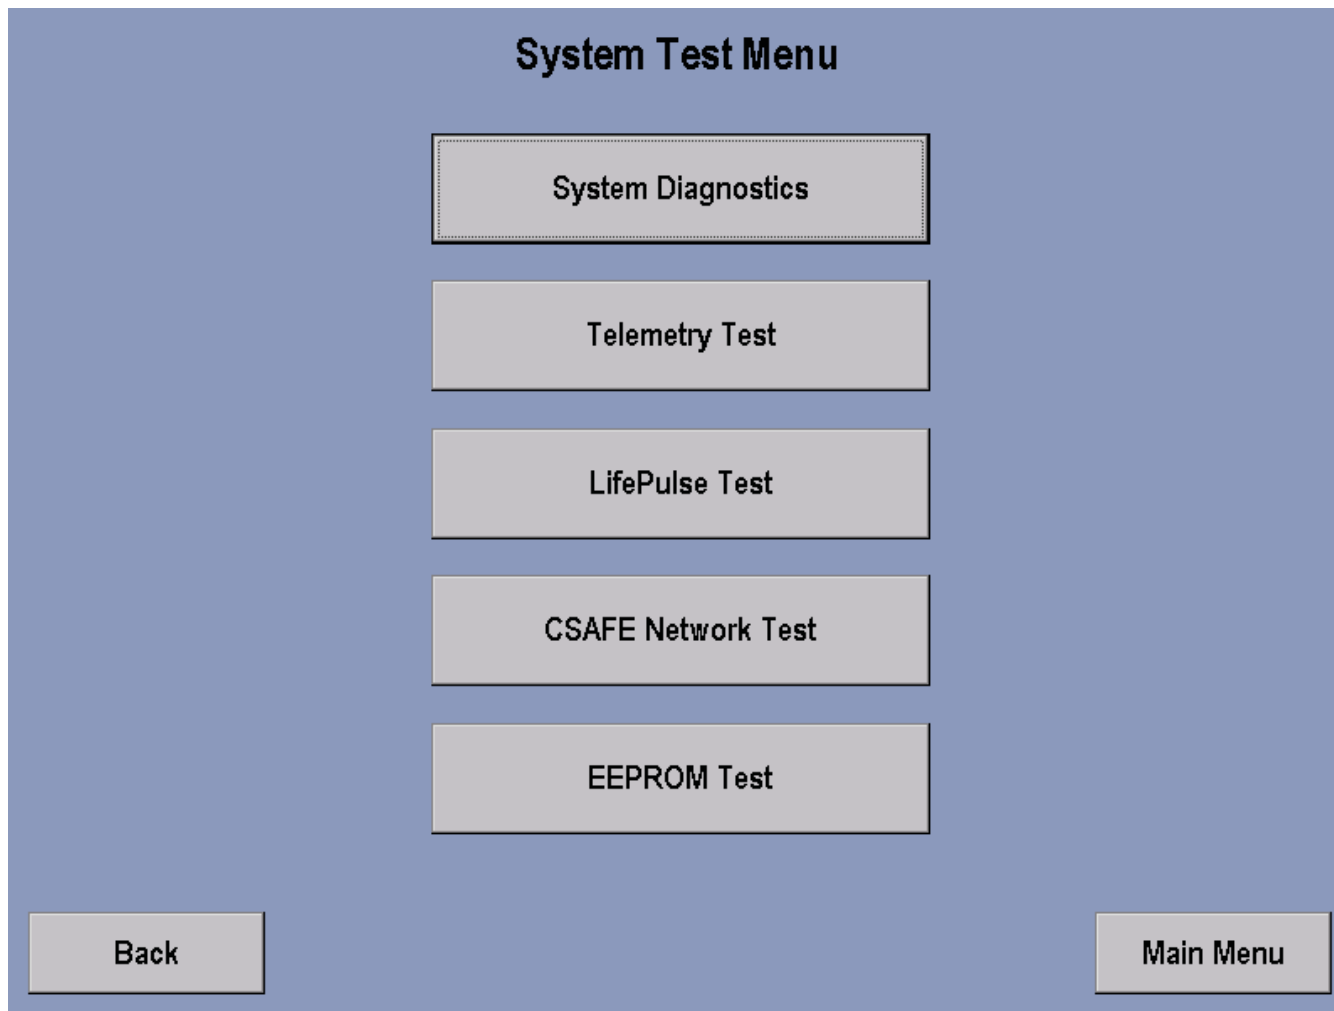 System Test Menu
System Diagnostics
Telemetry Test
LifePulse Test
CSAFE Network Test
EEPROM Test
Back
Main Menu